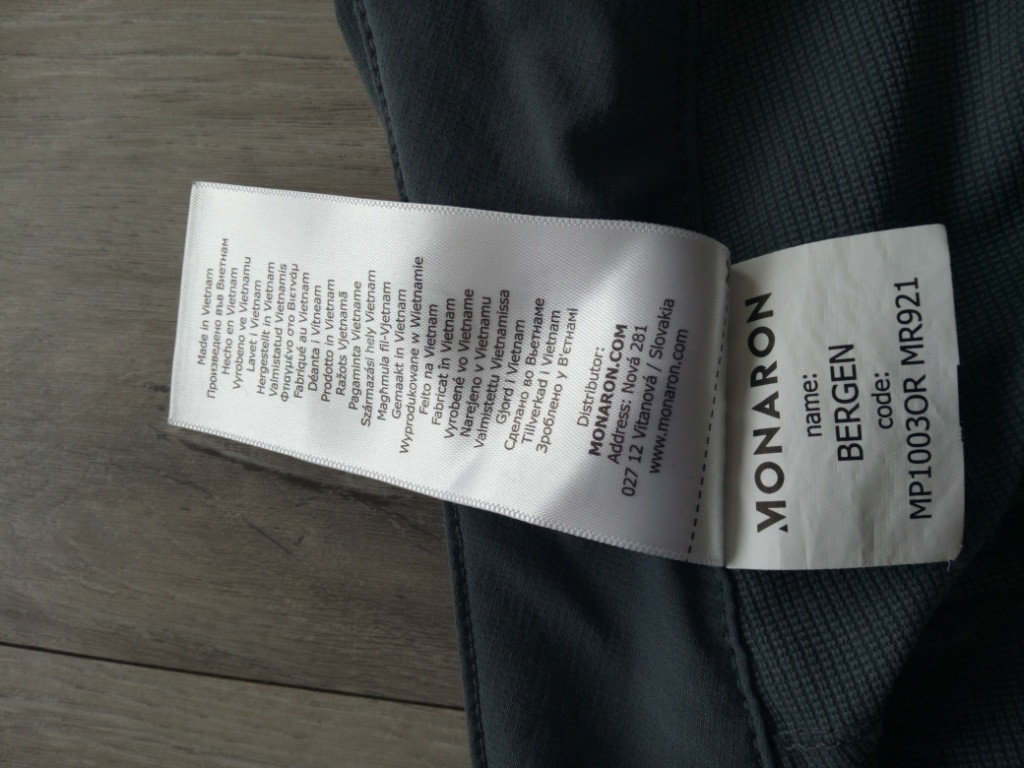 Made in Vietnam
Произведено във Виетнам
Hecho en Vietnam
Vyrobeno ve Vietnamu
Lavet i Vietnam
Hergestellt in Vietnam
Valmistatud Vietnamis
Φτιαγμένο στο Βιετνάμ
Fabriqué au Vietnam
Déanta i Vítneam
Prodotto in Vietnam
Ražots Vjetnamā
Pagaminta Vietname
Származási hely Vietnam
Magħmula fil-Vjetnam
Gemaakt in Vietnam
Wyprodukowane w Wietnamie
Feito na Vietnam
Fabricat in Vietnam
Vyrobené vo Vietname
Narejeno v Vietnamu
Valmistettu Vietnamissa
Gjord i Vietnam
Сделано во Вьетнаме
Tillverkad i Vietnam
Зроблено у В'єтнамі
Distributor:
MONARON.COM
Address: Nová 281
027 12 Vitanová / Slovakia
www.monaron.com
MONARON
name:
BERGEN
code:
MP1003OR MR921